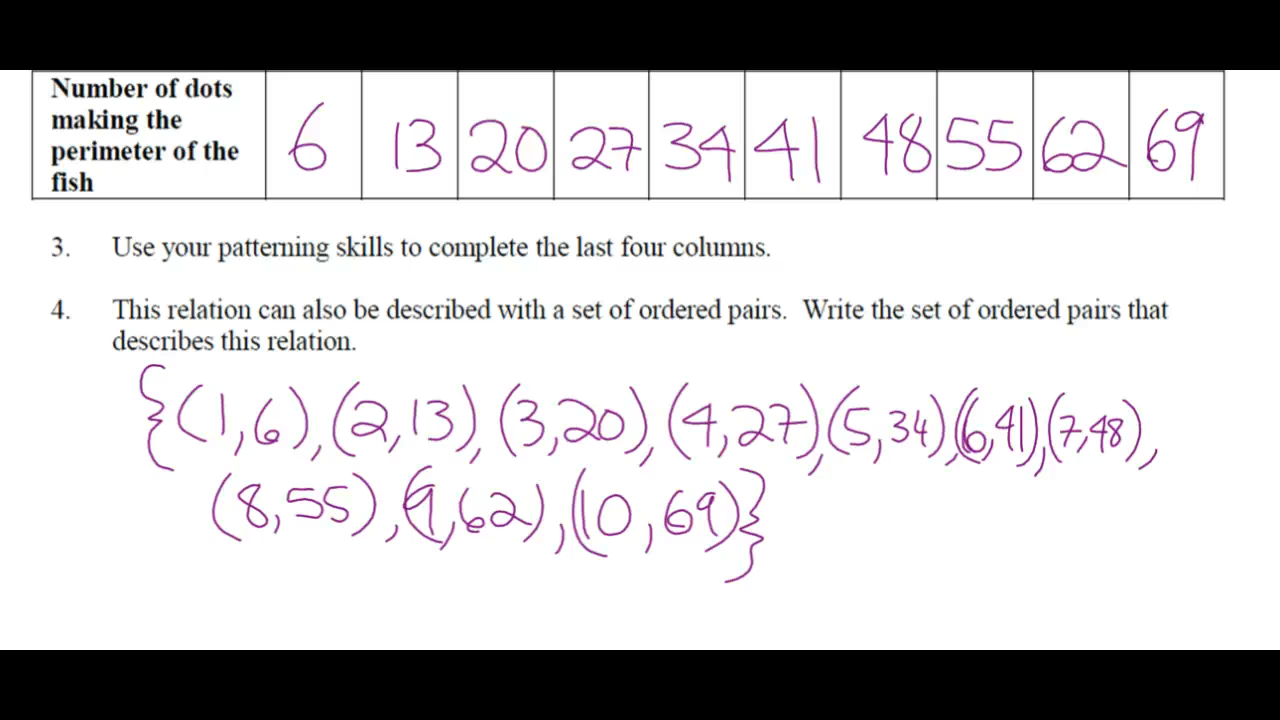 Number of dots
making the
perimeter of the
fish
6 13 20 27 34 41 48 55 62 69
3. Use your patterning skills to complete the last four columns.
4. This relation can also be described with a set of ordered pairs. Write the set of ordered pairs that
describes this relation.
{(1,6),(2,13),(3,20),(4,27),(5,34),(6,41),(7,48),
(8,55),(9,62),(10,69)}